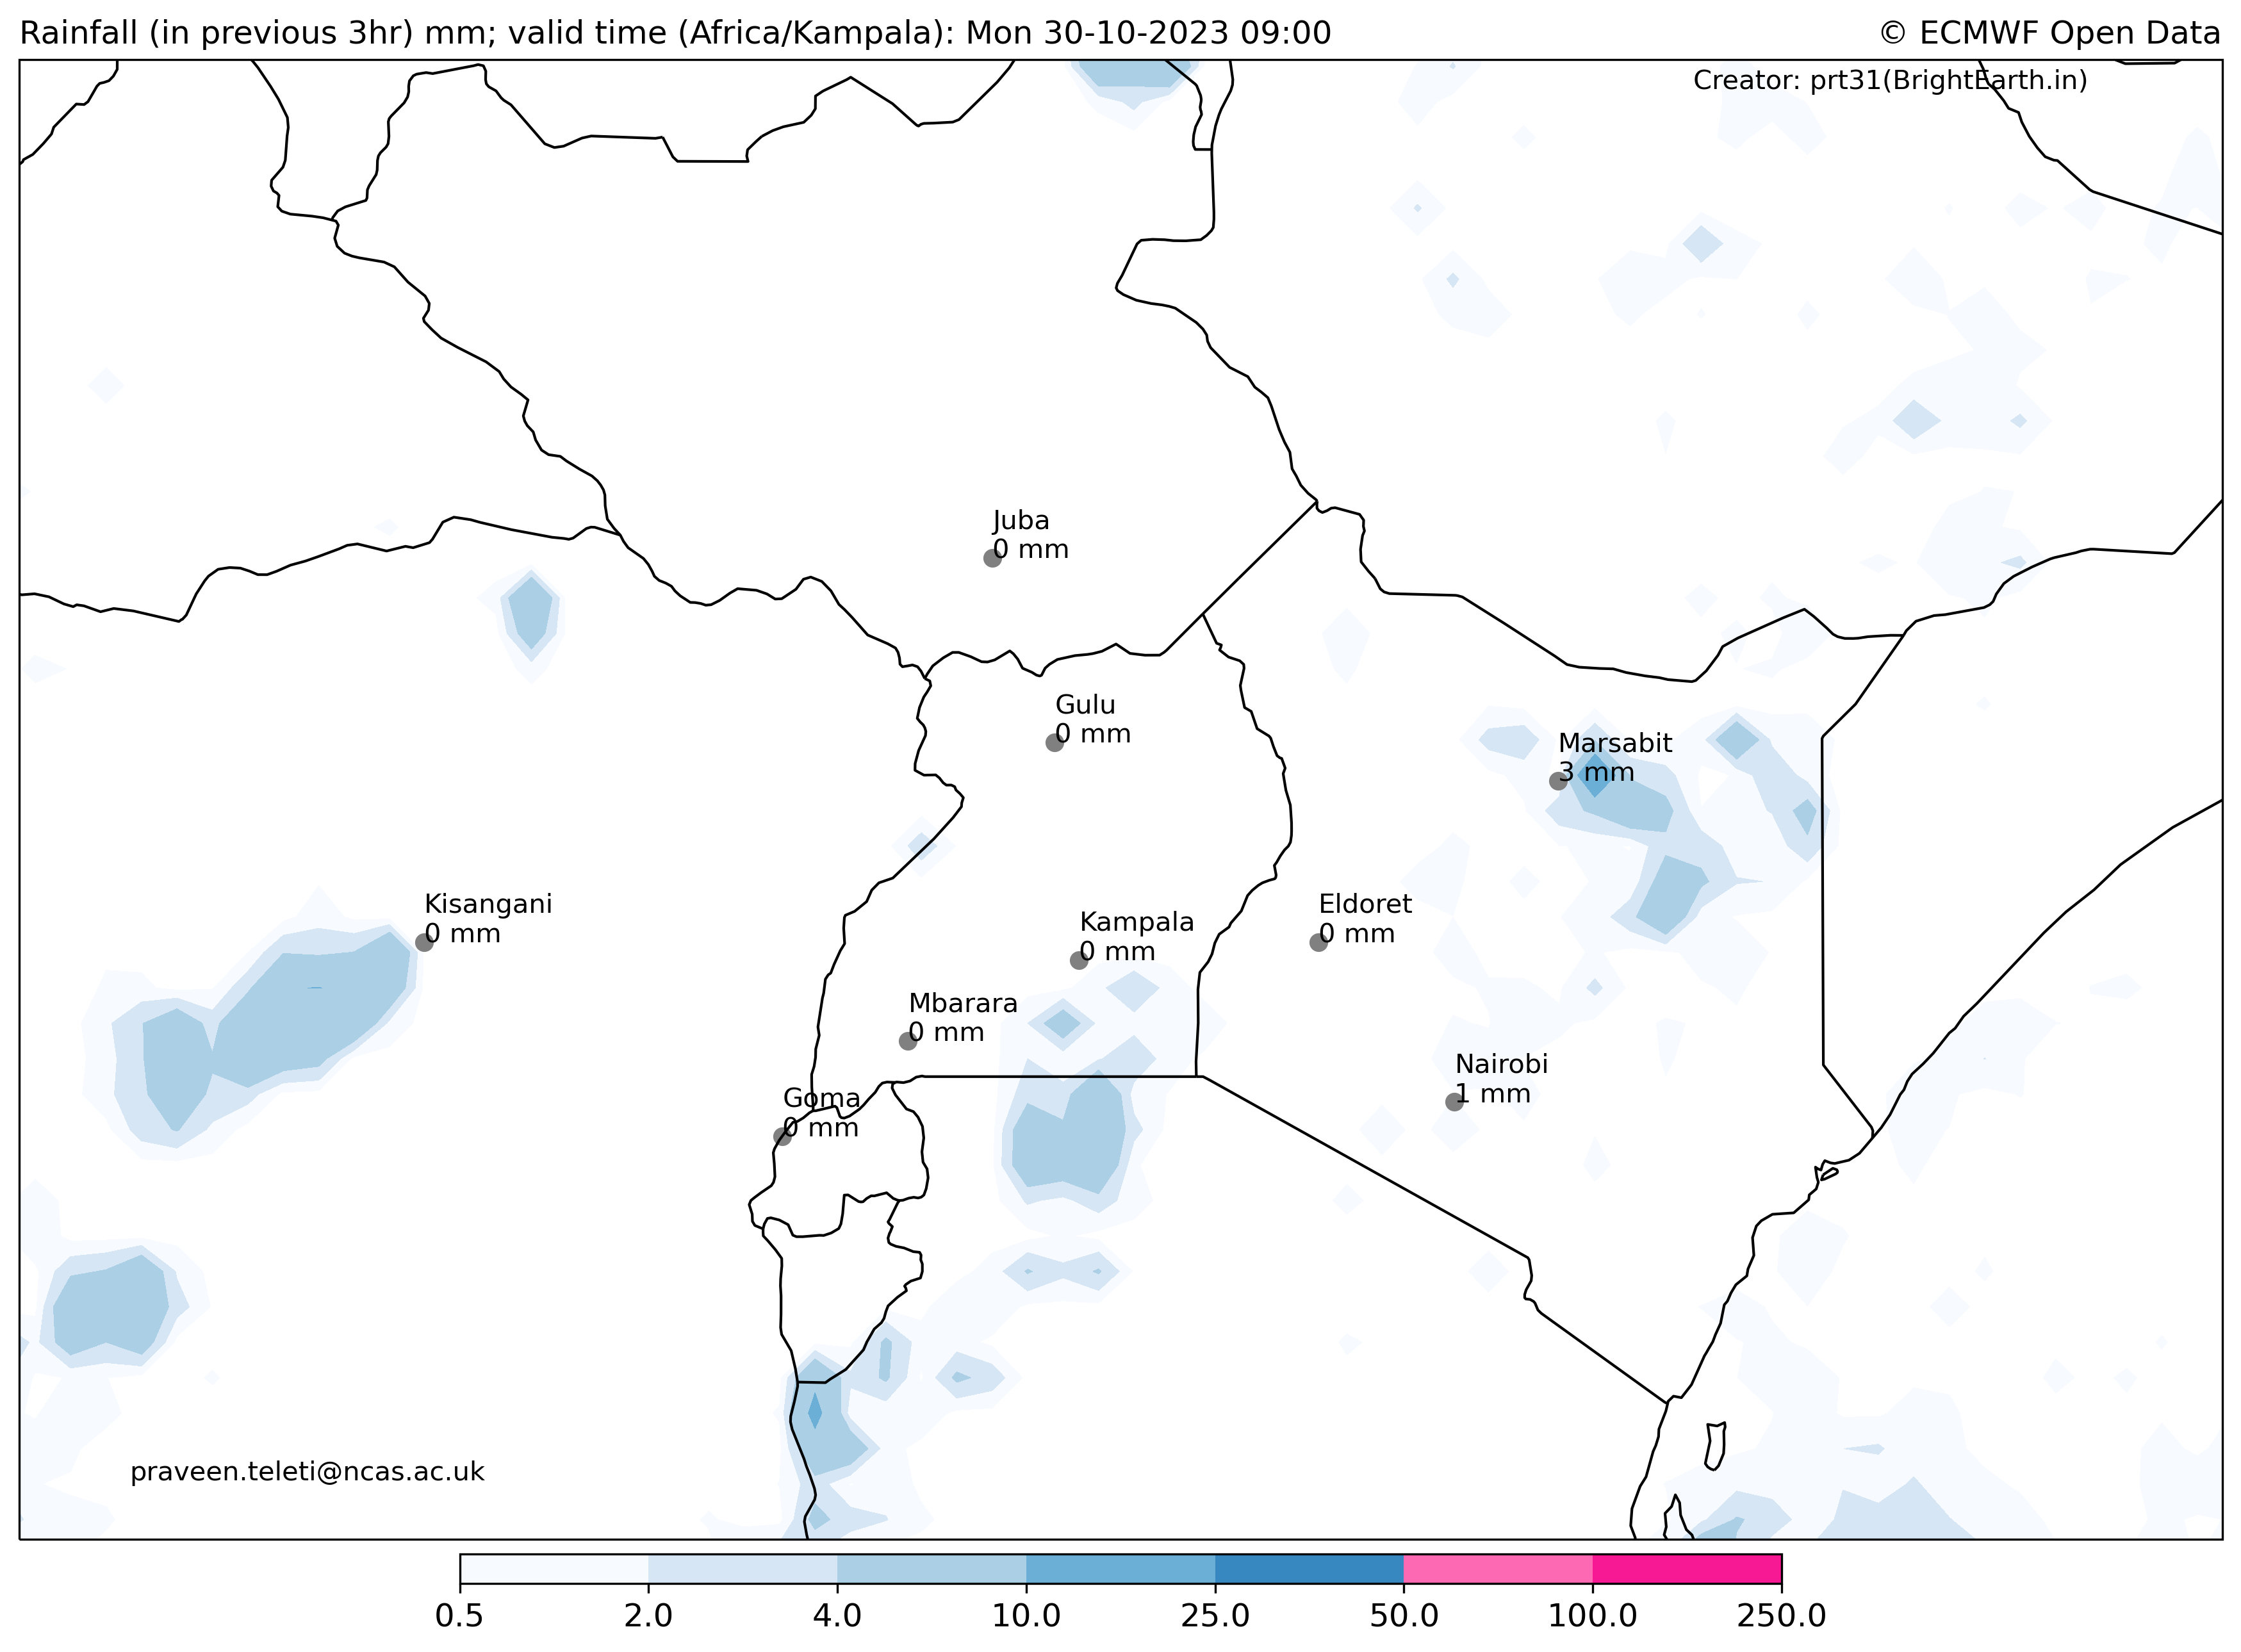 Rainfall (in previous 3hr) mm; valid time (Africa/Kampala): Mon 30-10-2023 09:00
© ECMWF Open Data
Creator: prt31(BrightEarth.in)
Juba
0 mm
Gulu
0 mm
Marsabit
3 mm
Kisangani
0 mm
Kampala
0 mm
Eldoret
0 mm
Mbarara
0 mm
Nairobi
1 mm
Goma
0 mm
praveen.teleti@ncas.ac.uk
0.5 2.0 4.0 10.0 25.0 50.0 100.0 250.0